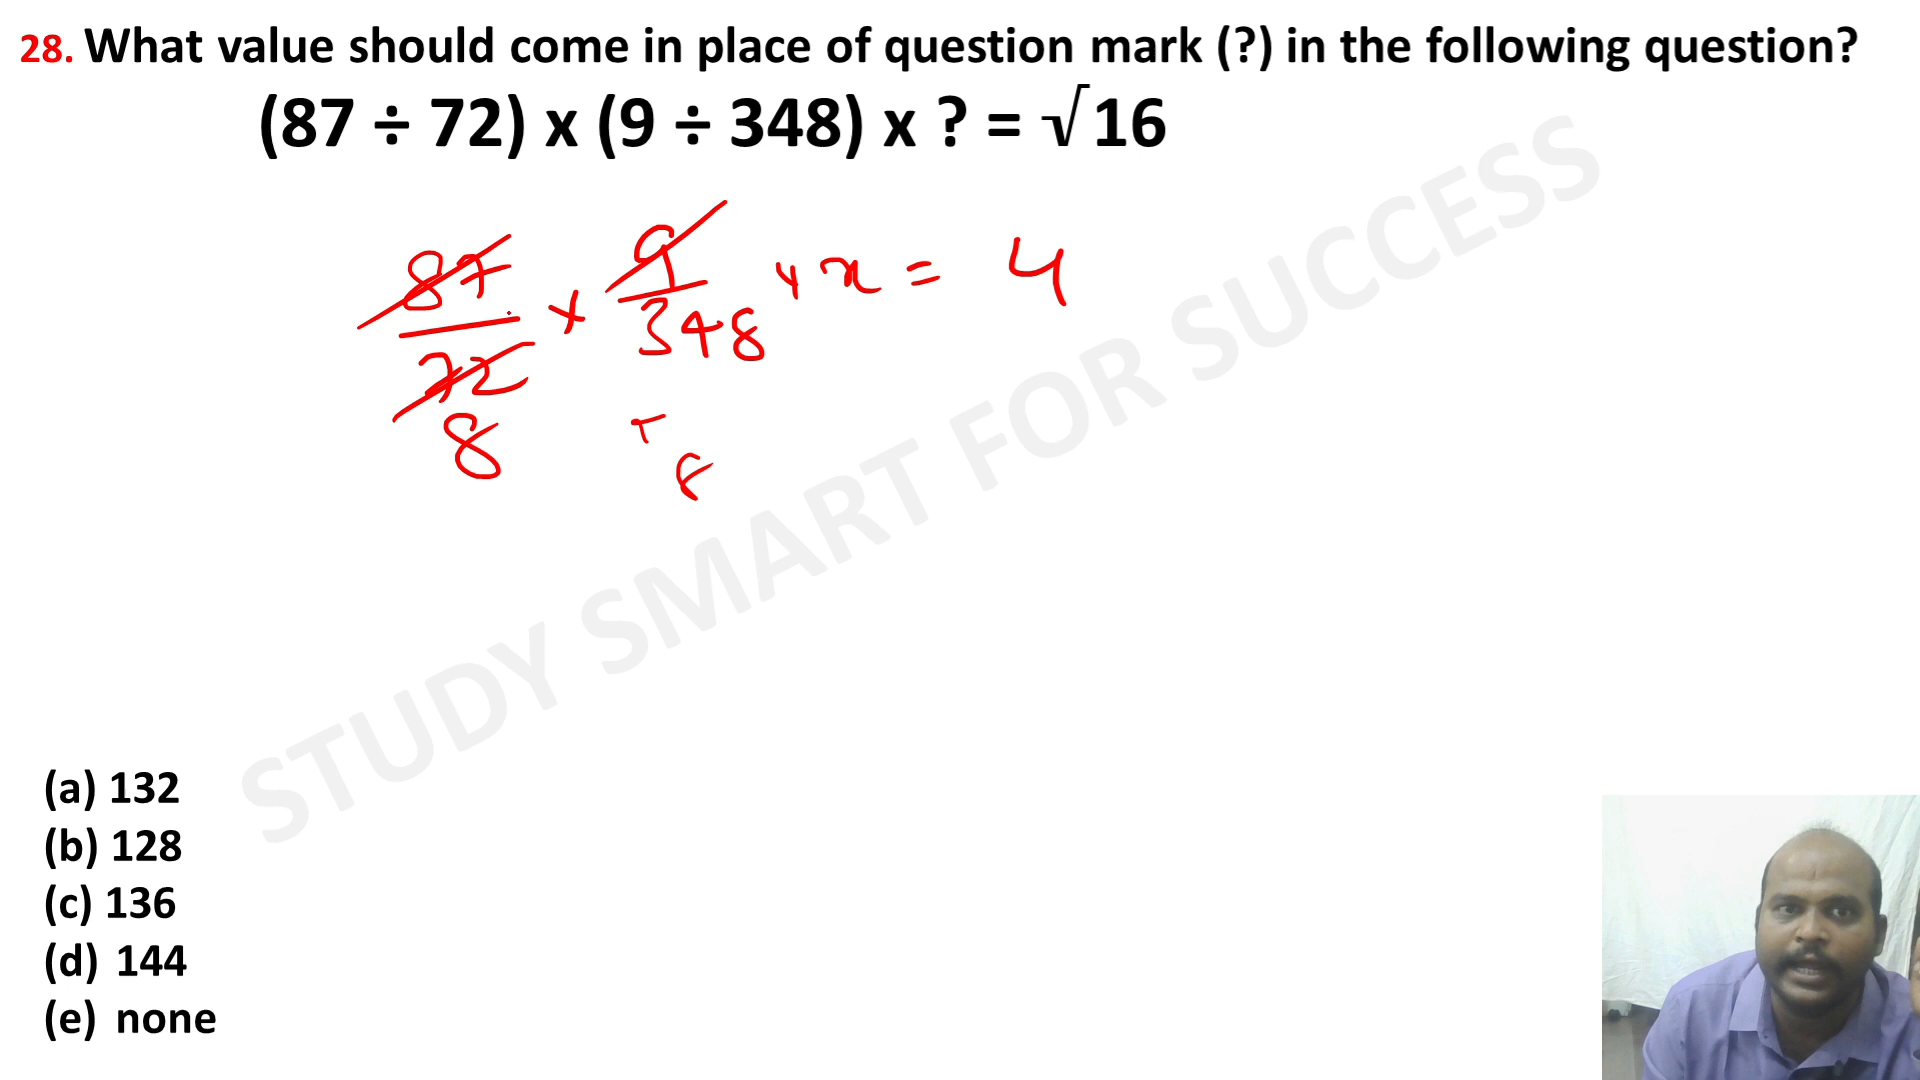 28. What value should come in place of question mark (?) in the following question?
(87 ÷ 72) x (9 ÷ 348) x ? = √16
87/72 x 9/348 x x = 4
8
8
STUDY SMART FOR SUCCESS
(a) 132
(b) 128
(c) 136
(d) 144
(e) none